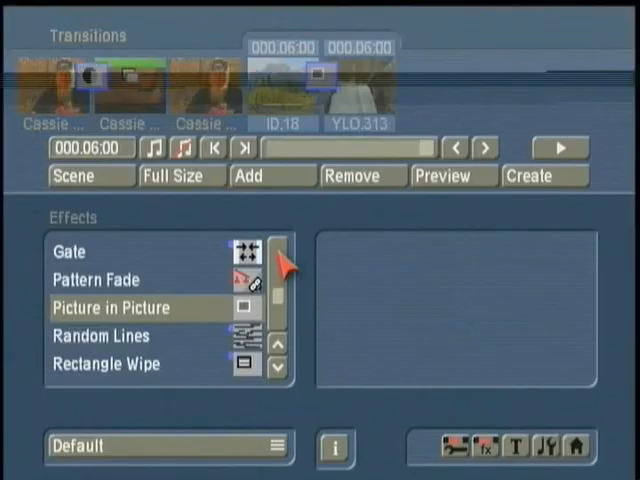 Transitions
000.06:00 000.06:00
Cassie ... Cassie ... Cassie ... ID.18 YLO.313
000.06:00
Scene Full Size Add Remove Preview Create
Effects
Gate
Pattern Fade
Picture in Picture
Random Lines
Rectangle Wipe
Default
i
fx T